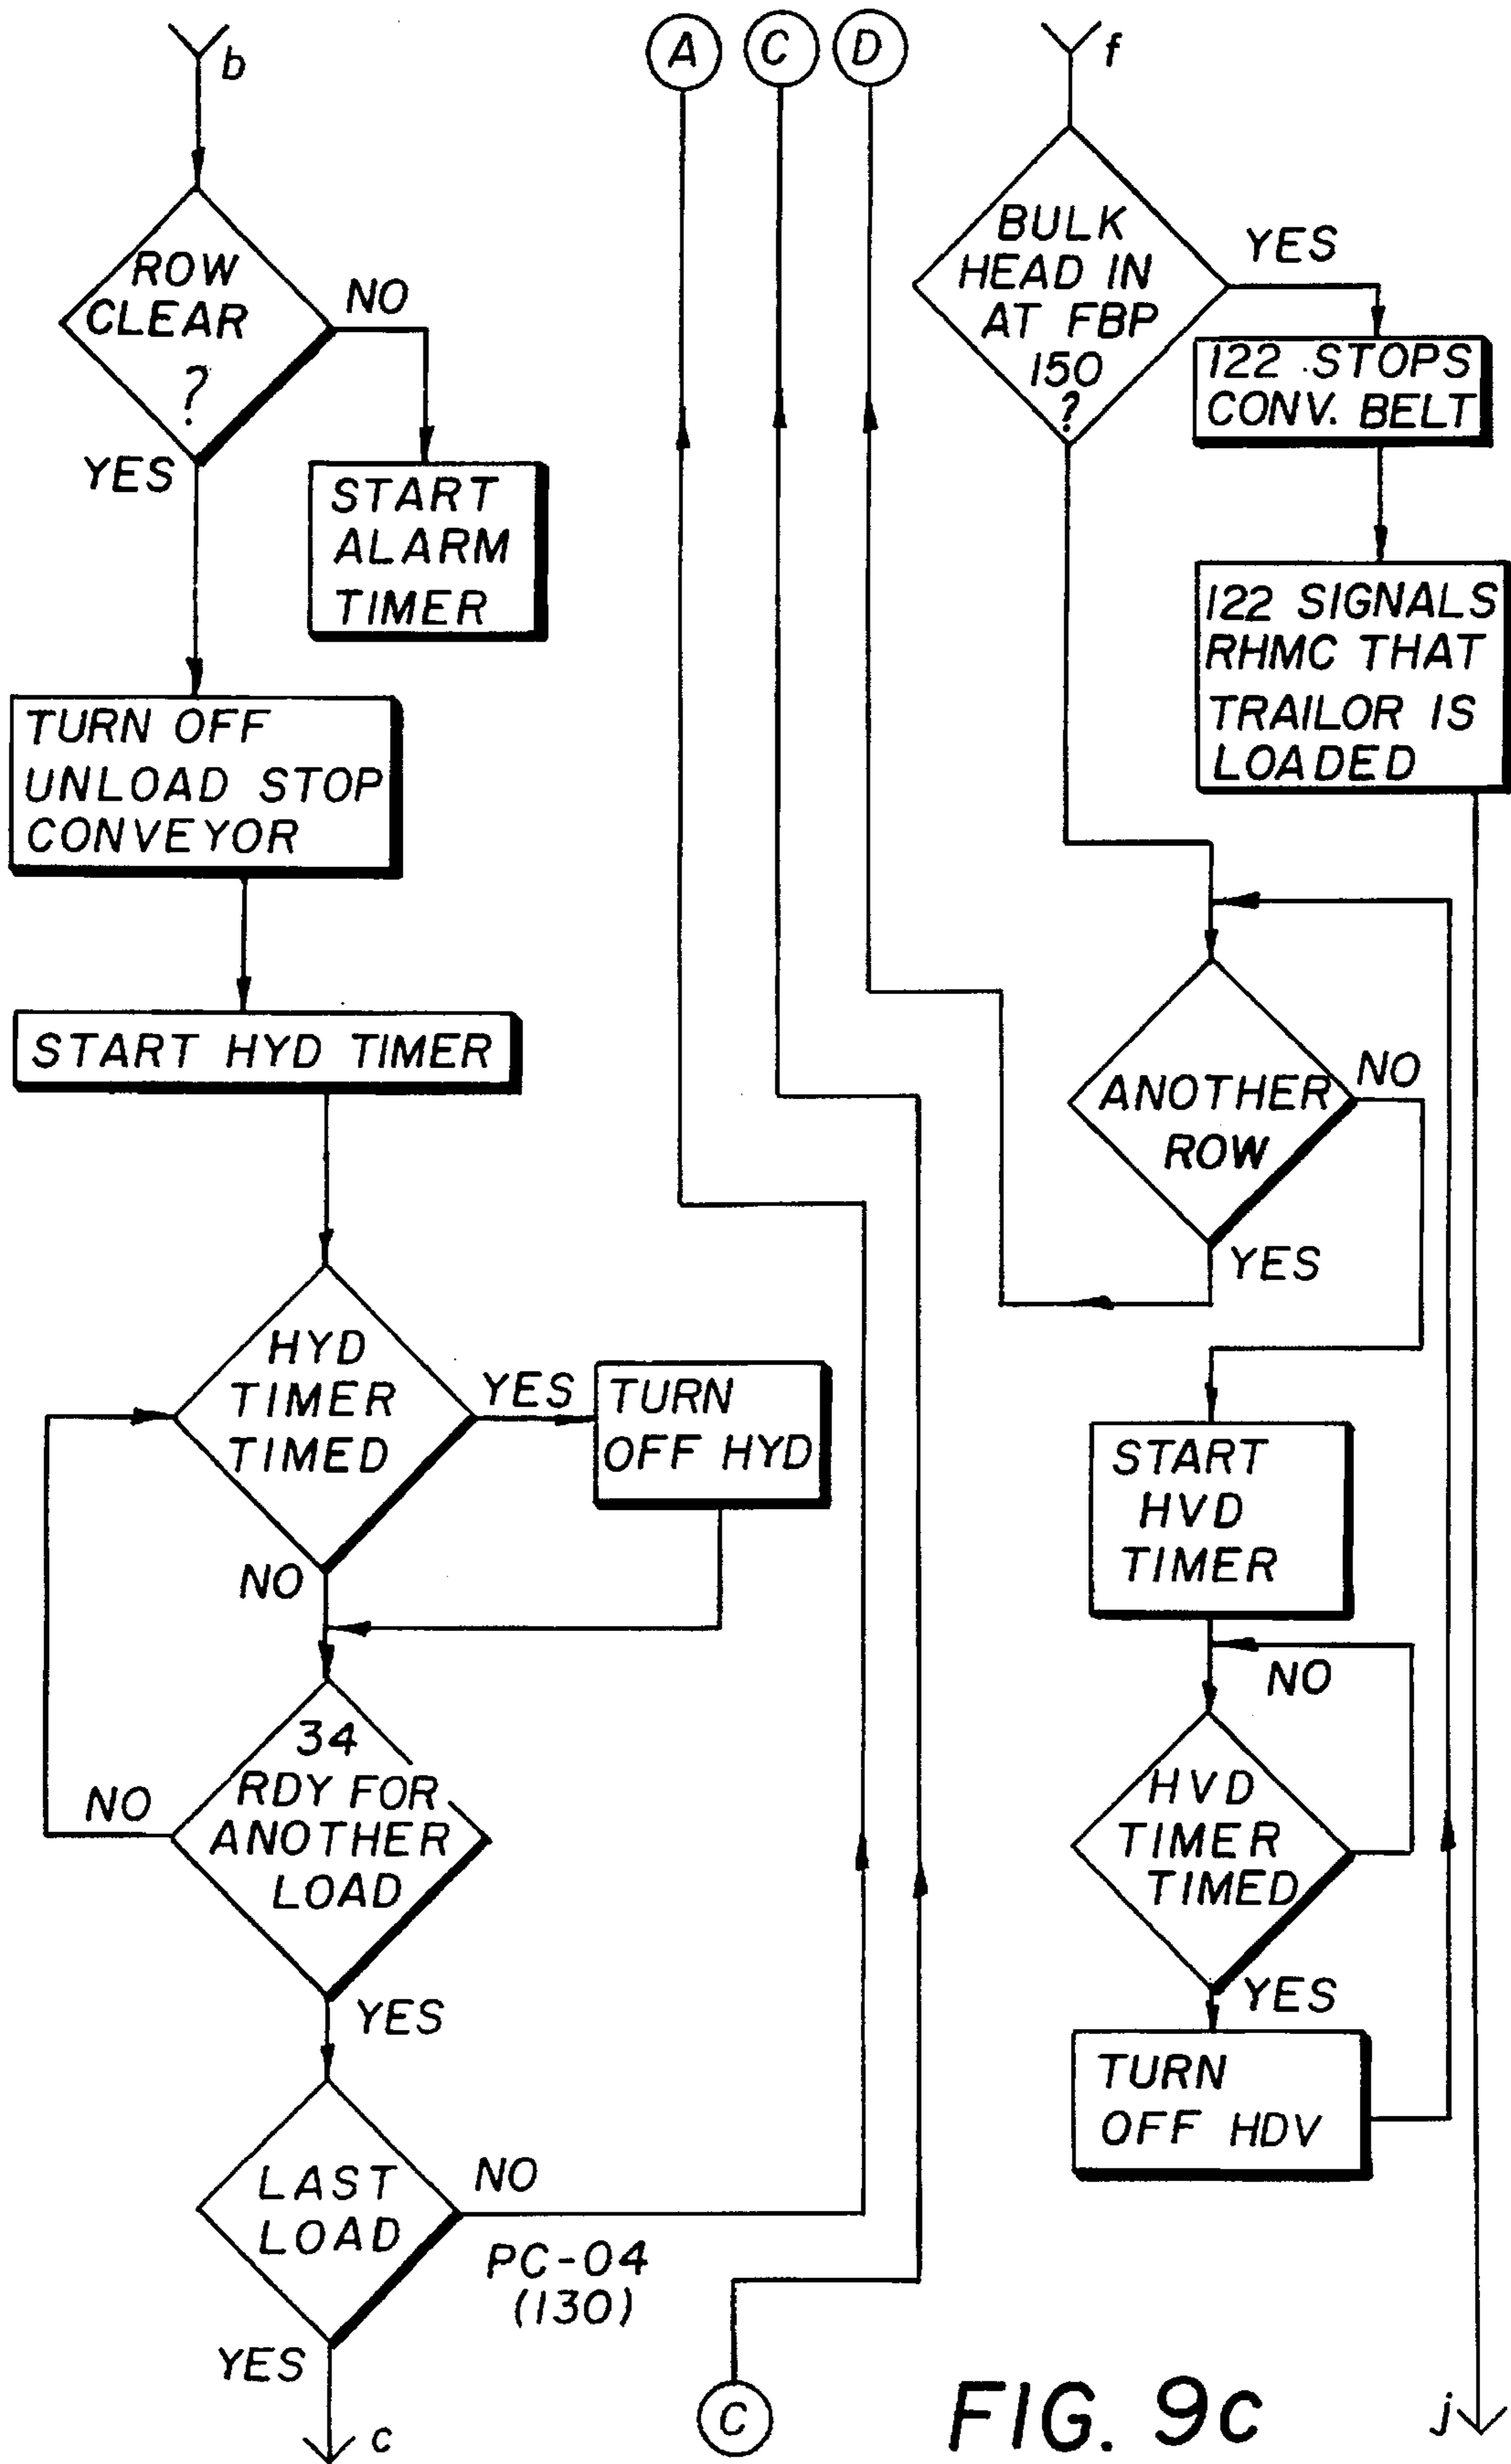 b
ROW
CLEAR
?
NO
YES
START
ALARM
TIMER
TURN OFF
UNLOAD STOP
CONVEYOR
START HYD TIMER
HYD
TIMER
TIMED
YES
TURN
OFF HYD
NO
34
RDY FOR
ANOTHER
LOAD
NO
YES
LAST
LOAD
NO
PC-04
(130)
YES
c
A
C
D
C
f
BULK
HEAD IN
AT FBP
150
?
YES
122 STOPS
CONV. BELT
122 SIGNALS
RHMC THAT
TRAILOR IS
LOADED
ANOTHER
ROW
NO
YES
START
HVD
TIMER
NO
HVD
TIMER
TIMED
YES
TURN
OFF HDV
j
FIG. 9c